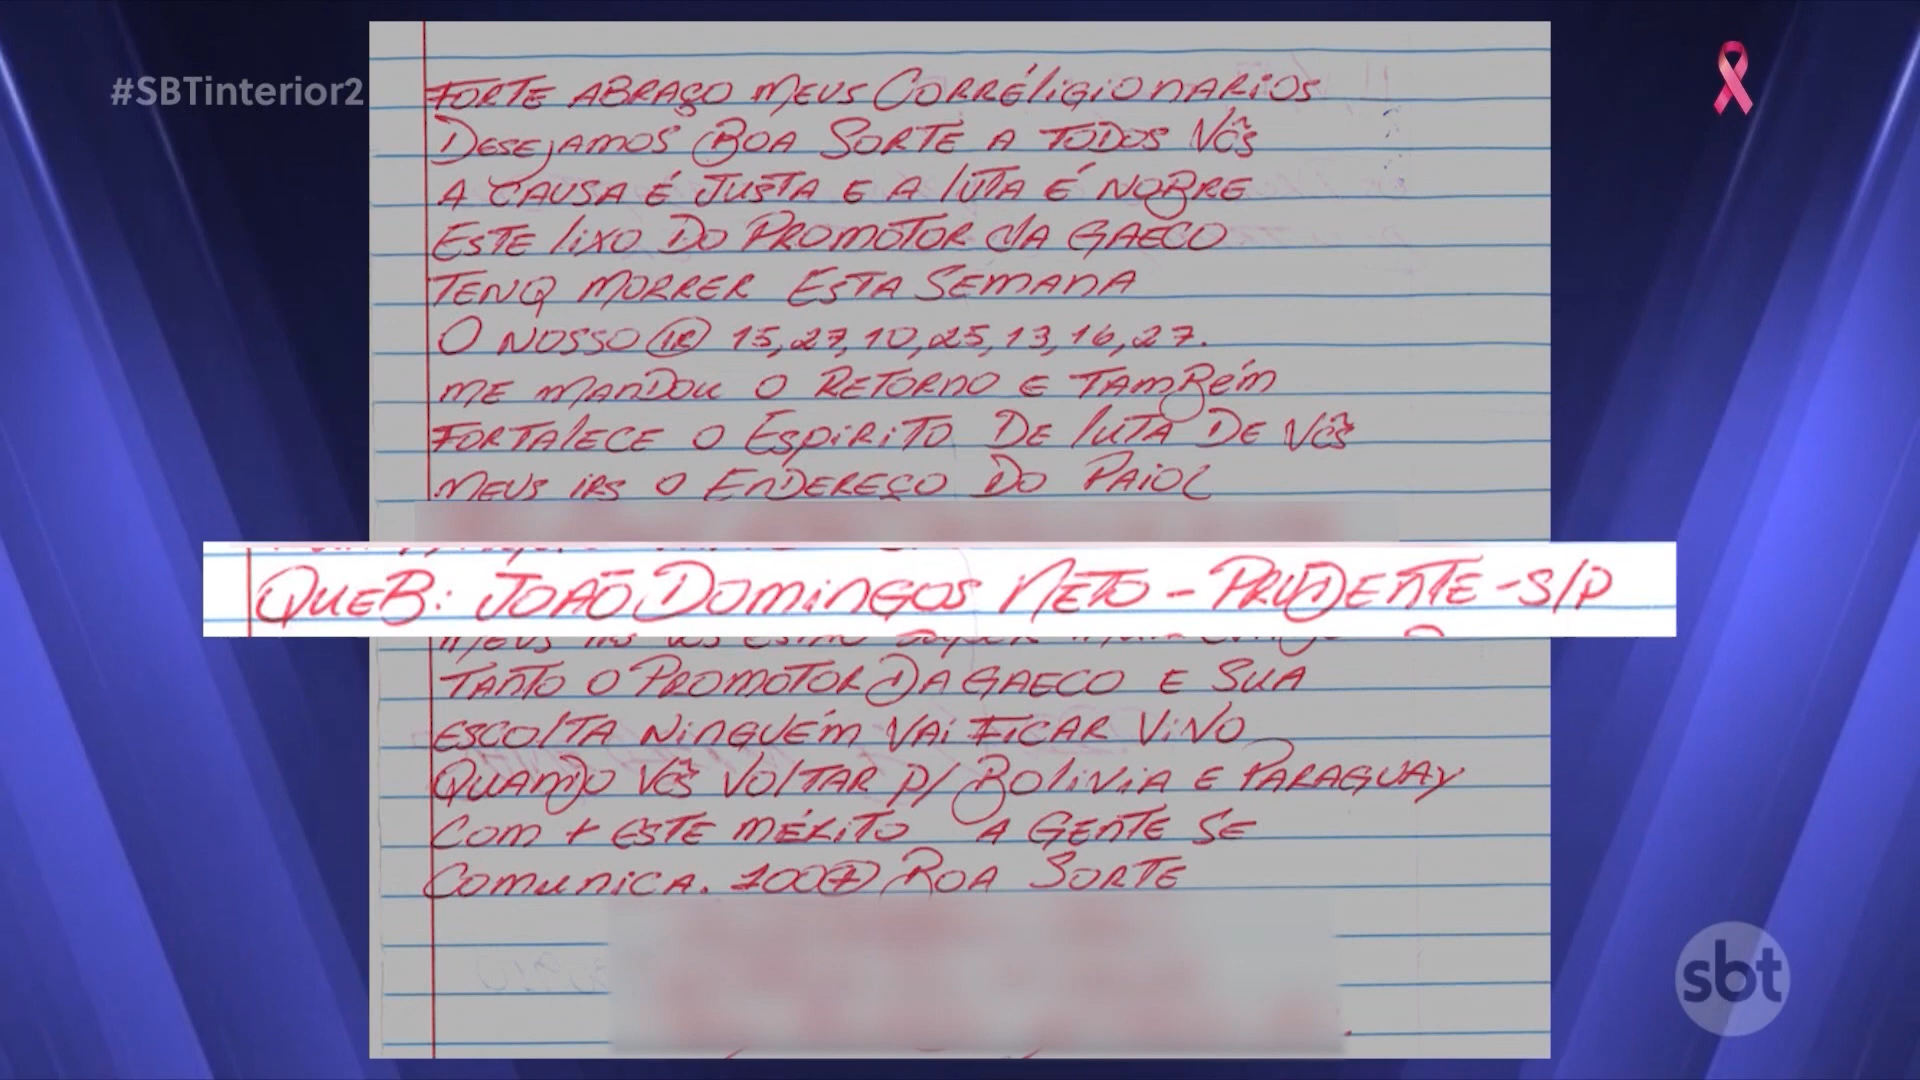 #SBTinterior2
FORTE ABRAÇO MEUS CORRÉLIGIONARIOS
DESEJAMOS BOA SORTE A TODOS VCS
A CAUSA É JUSTA E A LUTA É NOBRE
ESTE LIXO DO PROMOTOR DA GAECO
TENQ MORRER ESTA SEMANA
O NOSSO IR 15,27,10,25,13,16,27.
ME MANDOU O RETORNO E TAMBÉM
FORTALECE O ESPIRITO DE LUTA DE VCS
MEUS IRS O ENDEREÇO DO PAIOL
QUEB: JOÃO DOMINGOS NETO - PRUDENTE - S/P
TANTO O PROMOTOR DA GAECO E SUA
ESCOLTA NINGUÉM VAI FICAR VIVO
QUANDO VCS VOLTAR P/ BOLIVIA E PARAGUAY
COM + ESTE MÉRITO A GENTE SE
COMUNICA. BOA SORTE
sbt